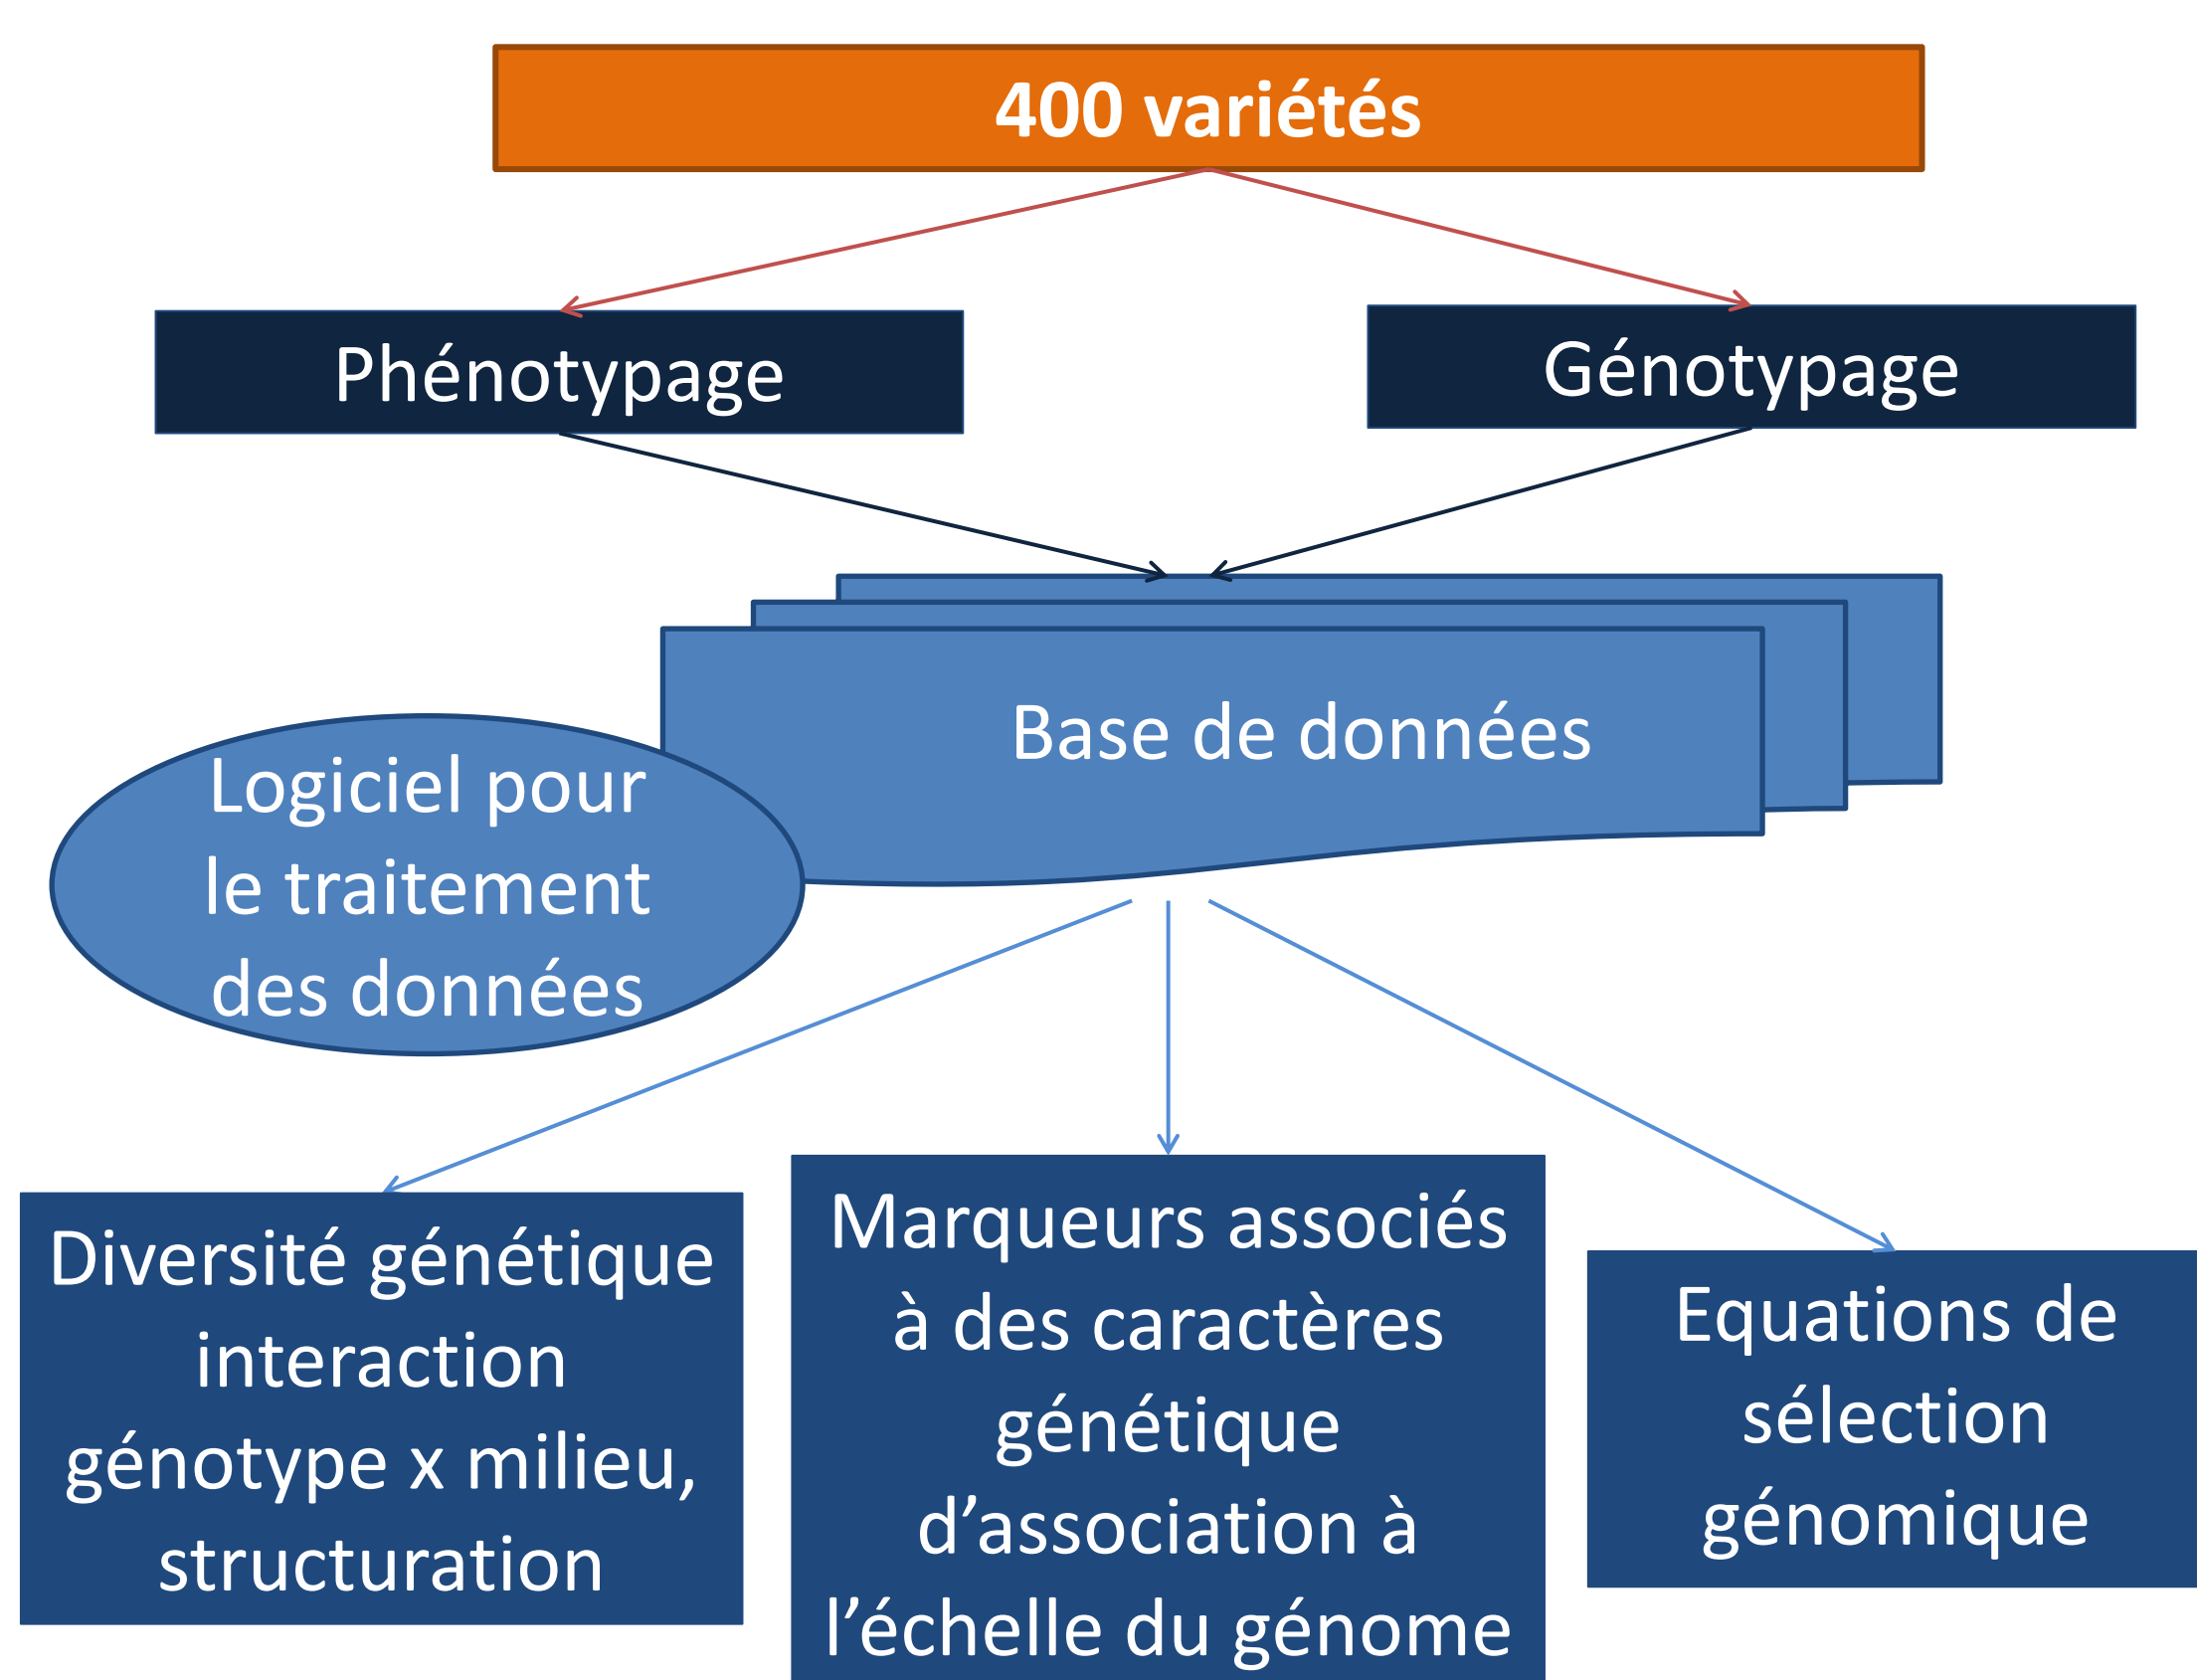 400 variétés
Phénotypage
Génotypage
Base de données
Logiciel pour
le traitement
des données
Diversité génétique
interaction
génotype x milieu,
structuration
Marqueurs associés
à des caractères
génétique
d’association à
l’échelle du génome
Equations de
sélection
génomique